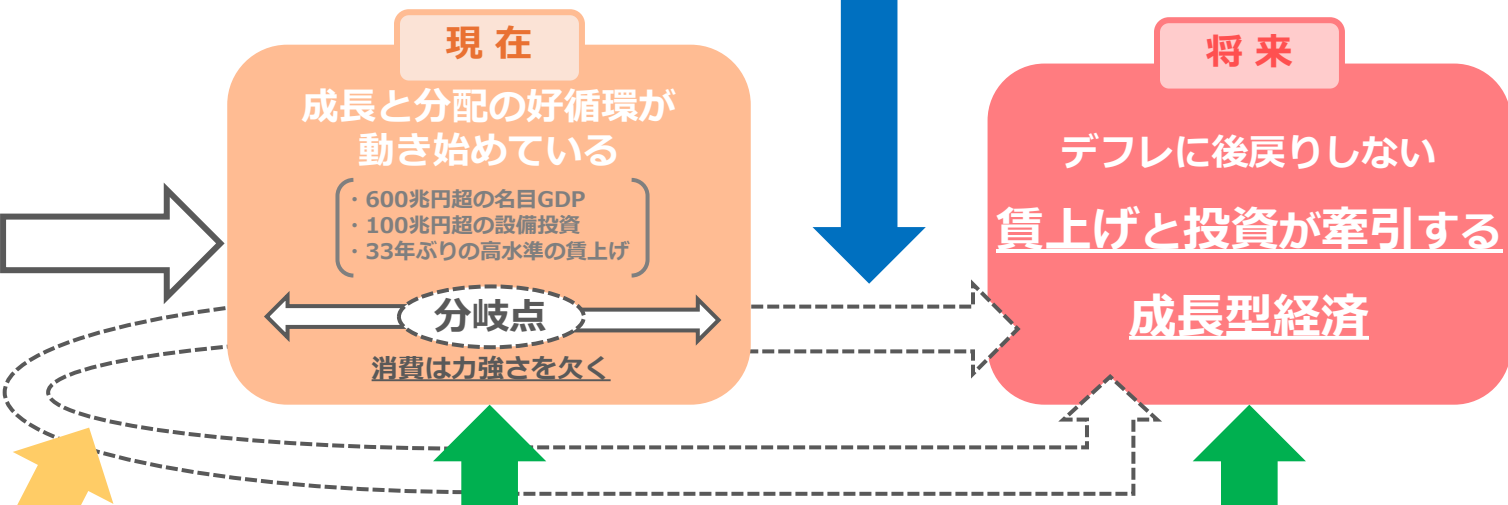 現 在
成長と分配の好循環が
動き始めている
・600兆円超の名目GDP
・100兆円超の設備投資
・33年ぶりの高水準の賃上げ
分岐点
消費は力強さを欠く
将 来
デフレに後戻りしない
賃上げと投資が牽引する
成長型経済